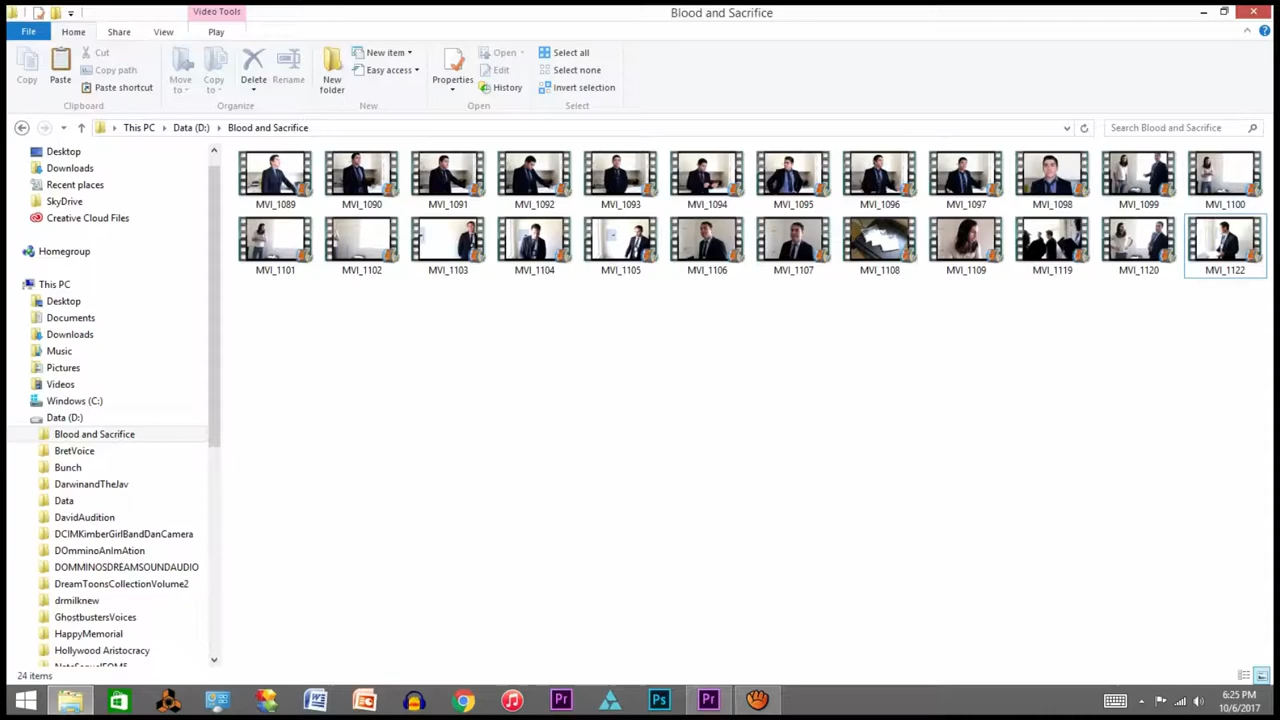 Video Tools
Blood and Sacrifice
File Home Share View Play
Copy
Paste
Cut
Copy path
Paste shortcut
Clipboard
Move to
Copy to
Delete
Rename
Organize
New folder
New item
Easy access
New
Properties
Open
Edit
History
Open
Select all
Select none
Invert selection
Select
This PC Data (D:) Blood and Sacrifice
Search Blood and Sacrifice
Desktop
Downloads
Recent places
SkyDrive
Creative Cloud Files
Homegroup
This PC
Desktop
Documents
Downloads
Music
Pictures
Videos
Windows (C:)
Data (D:)
Blood and Sacrifice
BretVoice
Bunch
DarwinandTheJav
Data
DavidAudition
DCIMKimberGirlBandDanCamera
DOmminoAnImAtion
DOMMINOSDREAMSOUNDAUDIO
DreamToonsCollectionVolume2
drmilknew
GhostbustersVoices
HappyMemorial
Hollywood Aristocracy
MVI_1089 MVI_1090 MVI_1091 MVI_1092 MVI_1093 MVI_1094 MVI_1095 MVI_1096 MVI_1097 MVI_1098 MVI_1099 MVI_1100
MVI_1101 MVI_1102 MVI_1103 MVI_1104 MVI_1105 MVI_1106 MVI_1107 MVI_1108 MVI_1109 MVI_1119 MVI_1120 MVI_1122
24 items
Pr Ps Pr
6:25 PM
10/6/2017